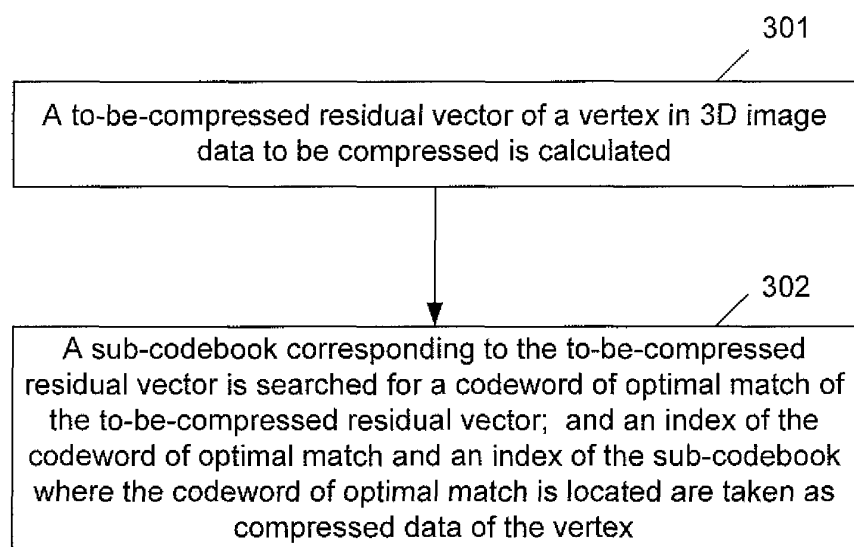 301
A to-be-compressed residual vector of a vertex in 3D image
data to be compressed is calculated
302
A sub-codebook corresponding to the to-be-compressed
residual vector is searched for a codeword of optimal match of
the to-be-compressed residual vector; and an index of the
codeword of optimal match and an index of the sub-codebook
where the codeword of optimal match is located are taken as
compressed data of the vertex